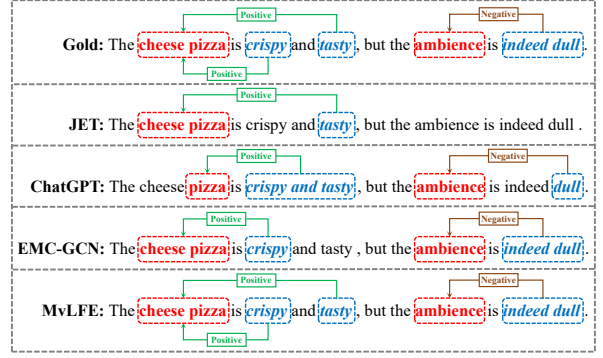 Positive Negative
Gold: The cheese pizza is crispy and tasty, but the ambience is indeed dull.
Positive
Positive
JET: The cheese pizza is crispy and tasty, but the ambience is indeed dull .
Positive Negative
ChatGPT: The cheese pizza is crispy and tasty , but the ambience is indeed dull .
Positive Negative
EMC-GCN: The cheese pizza is crispy and tasty , but the ambience is indeed dull .
Positive Negative
MvLFE: The cheese pizza is crispy and tasty, but the ambience is indeed dull .
Positive